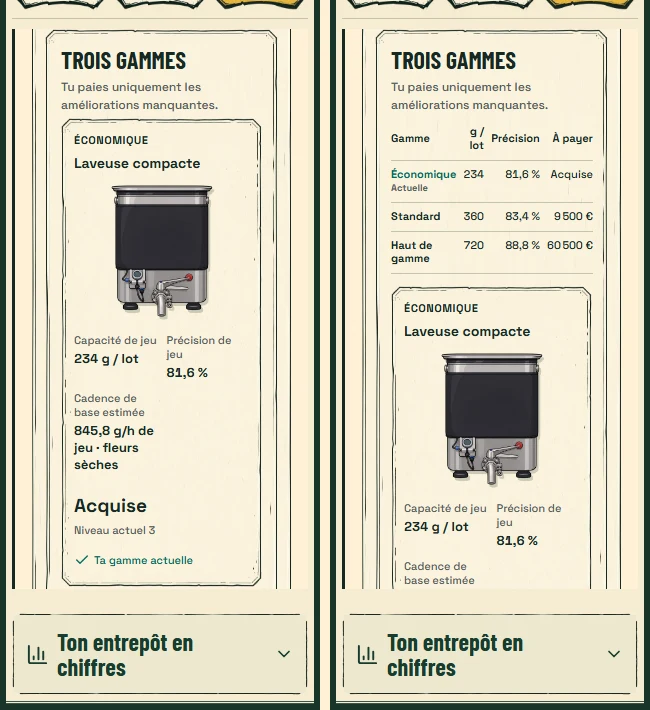 TROIS GAMMES
Tu paies uniquement les
améliorations manquantes.
ÉCONOMIQUE
Laveuse compacte
Capacité de jeu Précision de
jeu
234 g / lot 81,6 %
Cadence de
base estimée
845,8 g/h de
jeu · fleurs
sèches
Acquise
Niveau actuel 3
Ta gamme actuelle
Ton entrepôt en
chiffres
TROIS GAMMES
Tu paies uniquement les
améliorations manquantes.
Gamme g / lot Précision À payer
Économique 234 81,6 % Acquise
Actuelle
Standard 360 83,4 % 9 500 €
Haut de 720 88,8 % 60 500 €
gamme
ÉCONOMIQUE
Laveuse compacte
Capacité de jeu Précision de
jeu
234 g / lot 81,6 %
Cadence de
base estimée
Ton entrepôt en
chiffres